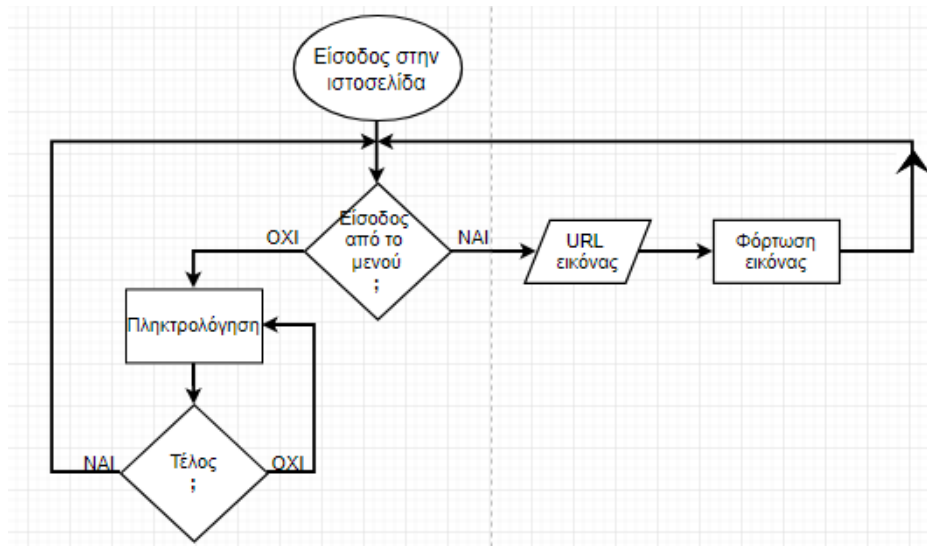 Είσοδος στην
ιστοσελίδα
Είσοδος
από το
μενού
;
ΟΧΙ
ΝΑΙ
URL
εικόνας
Φόρτωση
εικόνας
Πληκτρολόγηση
Τέλος
;
ΝΑΙ
ΟΧΙ